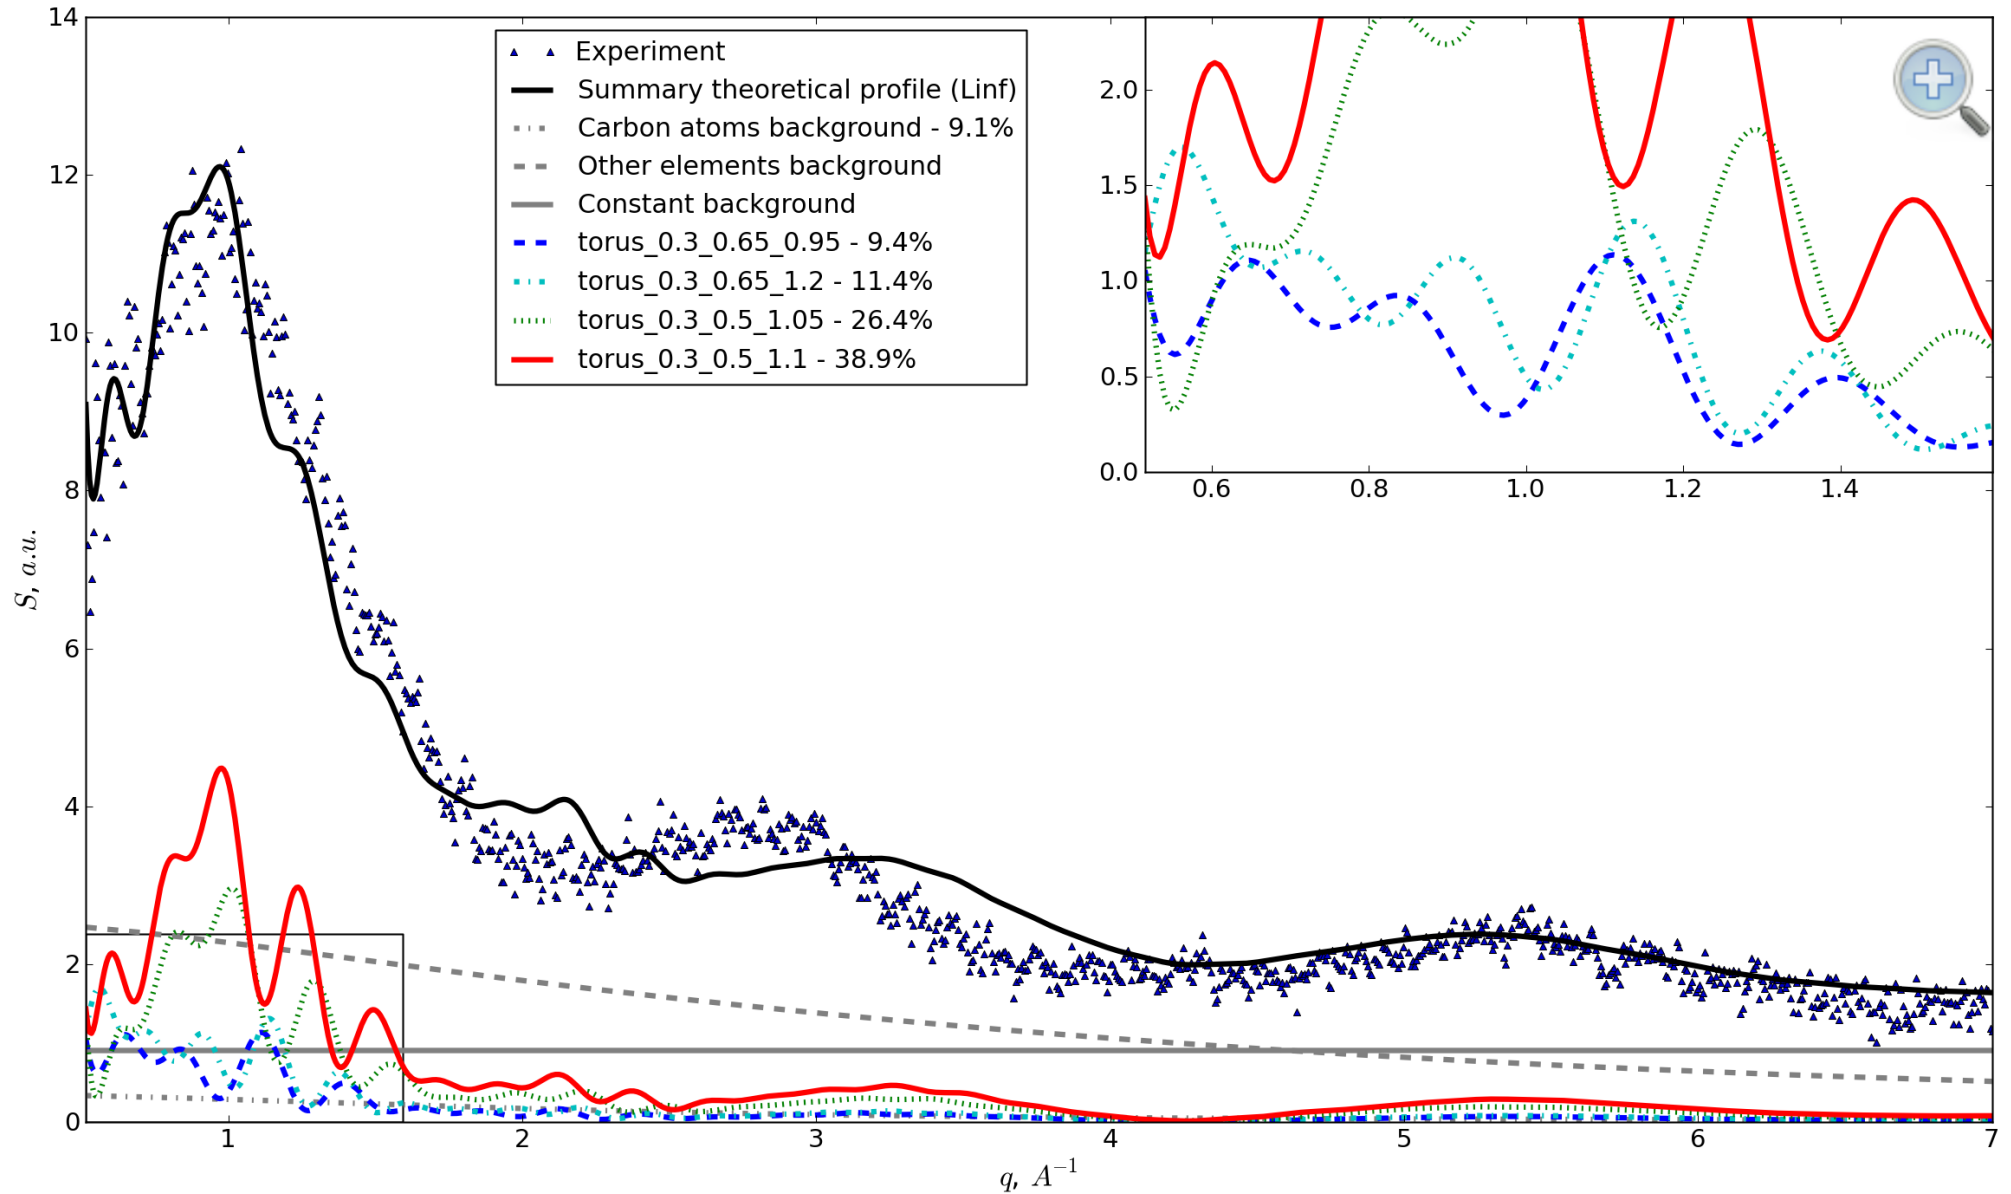 14
12
10
8
6
4
2
0
S, a.u.
Experiment
Summary theoretical profile (Linf)
Carbon atoms background - 9.1%
Other elements background
Constant background
torus_0.3_0.65_0.95 - 9.4%
torus_0.3_0.65_1.2 - 11.4%
torus_0.3_0.5_1.05 - 26.4%
torus_0.3_0.5_1.1 - 38.9%
2.0
1.5
1.0
0.5
0.0
0.6 0.8 1.0 1.2 1.4
1 2 3 4 5 6 7
q, A⁻¹